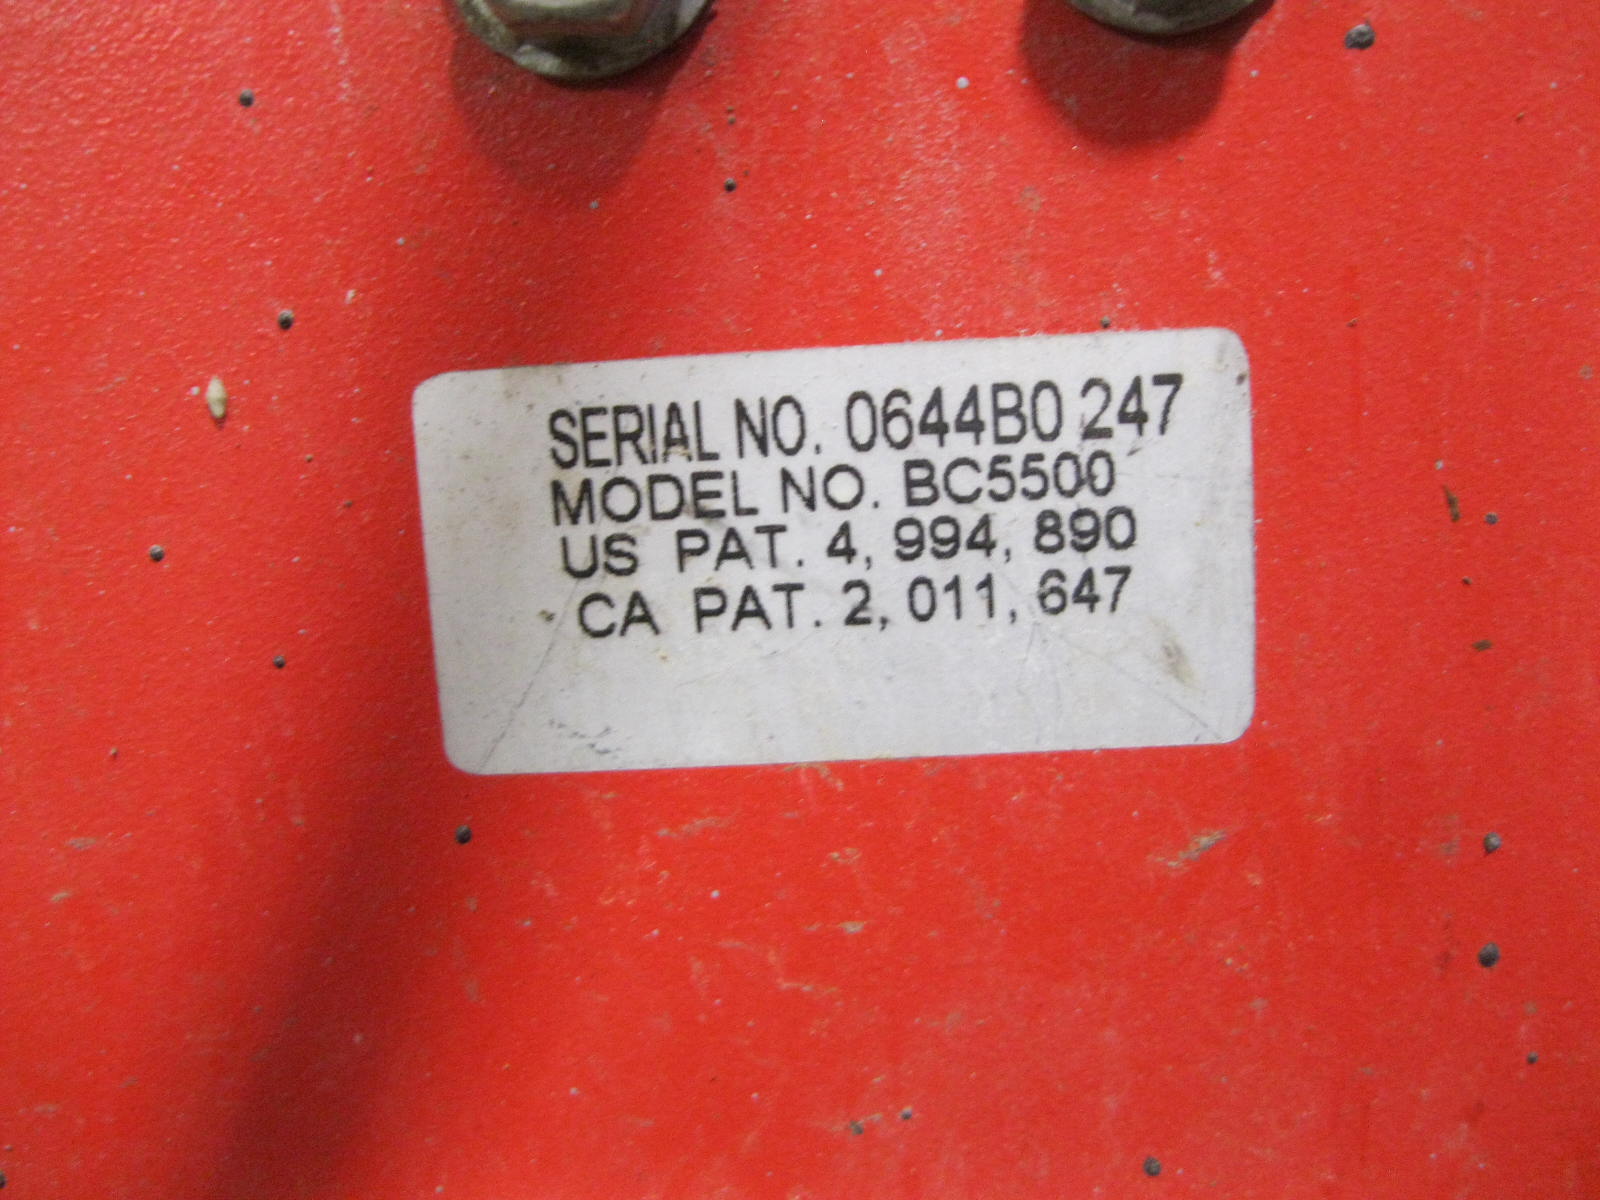 SERIAL NO. 0644B0 247
MODEL NO. BC5500
US PAT. 4, 994, 890
CA PAT. 2, 011, 647